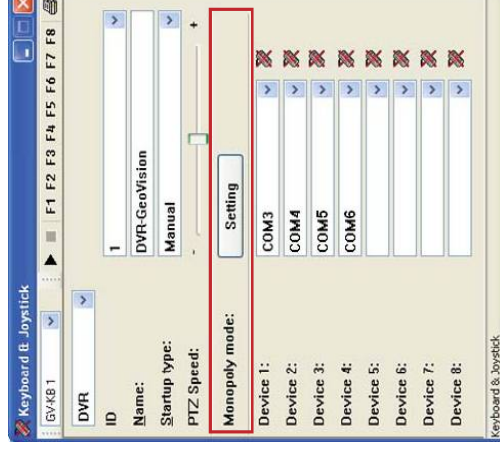 Keyboard & Joystick
GV-KB 1 F1 F2 F3 F4 F5 F6 F7 F8
DVR
ID 1
Name: DVR-GeoVision
Startup type: Manual
PTZ Speed: - +
Monopoly mode: Setting
Device 1: COM3
Device 2: COM4
Device 3: COM5
Device 4: COM6
Device 5:
Device 6:
Device 7:
Device 8:
Keyboard & Joystick